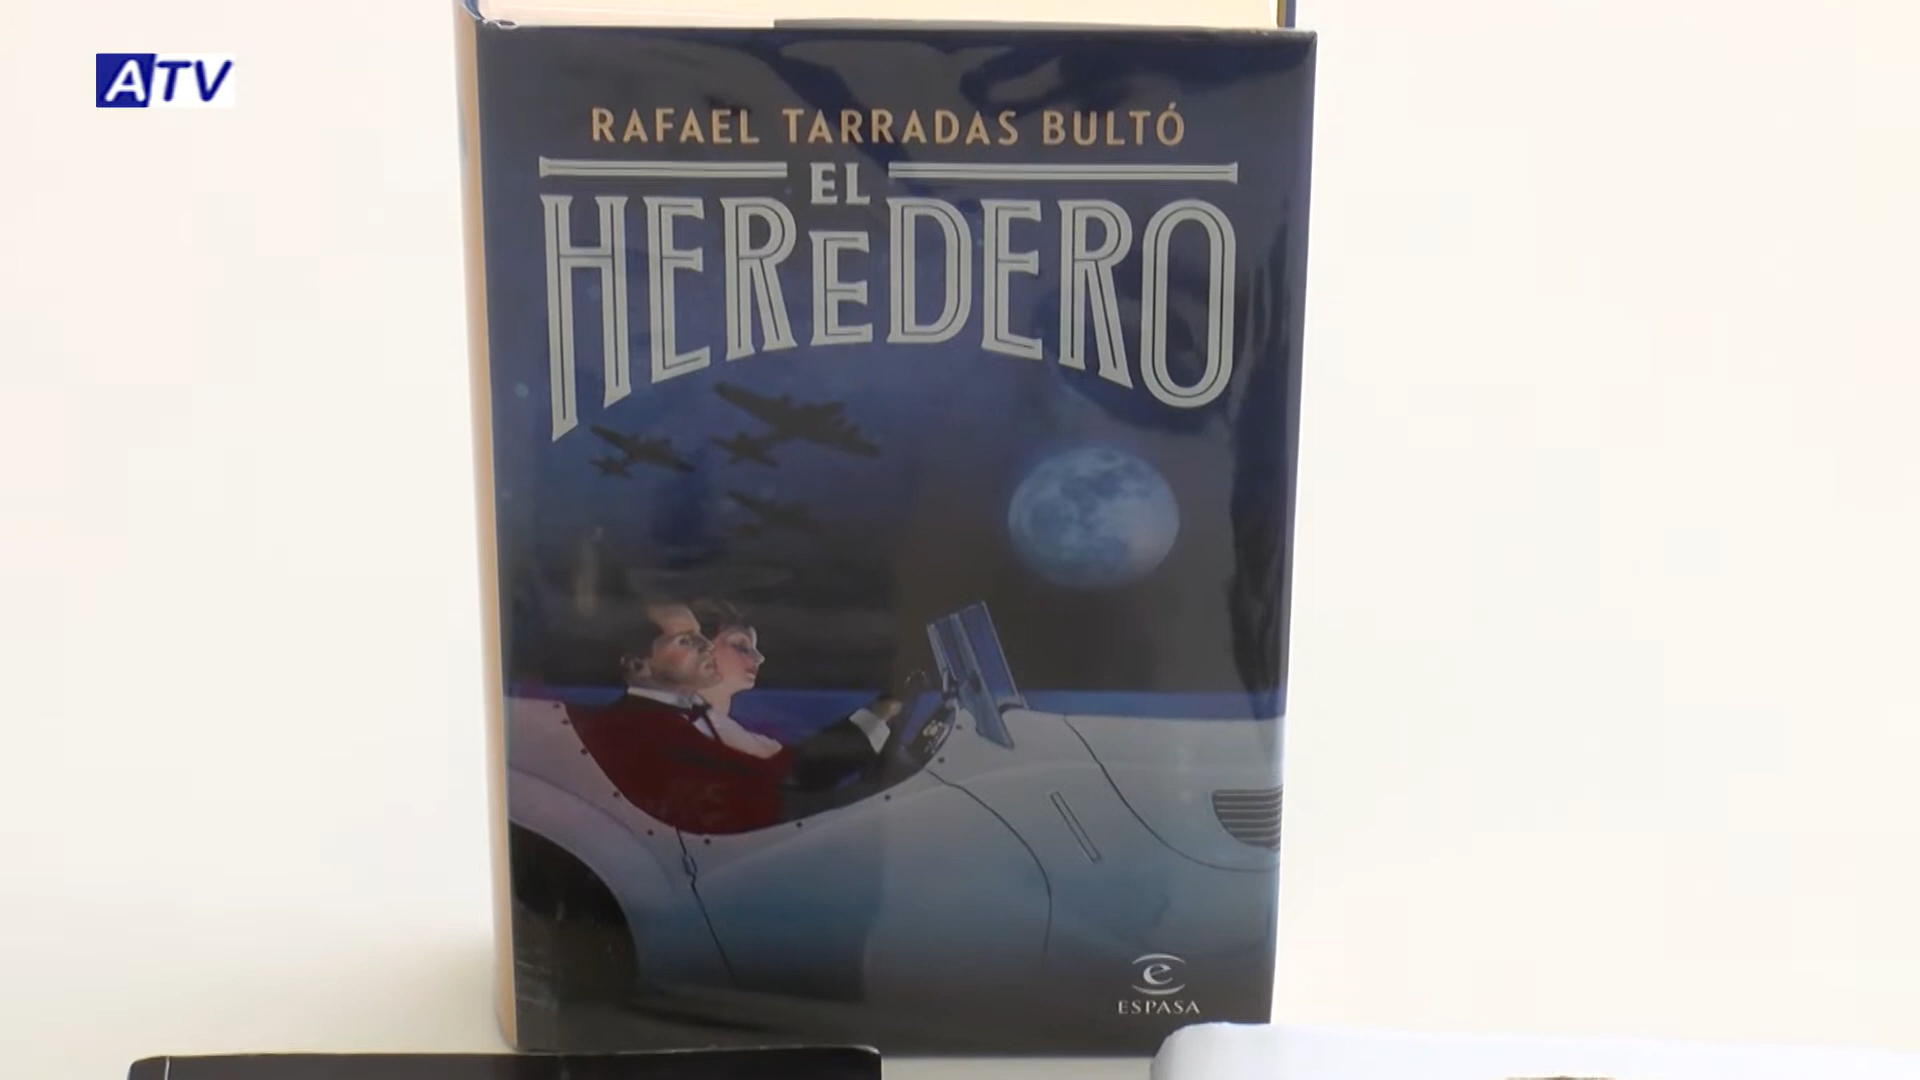 ATV
RAFAEL TARRADAS BULTÓ
EL
HEREDERO
ESPASA